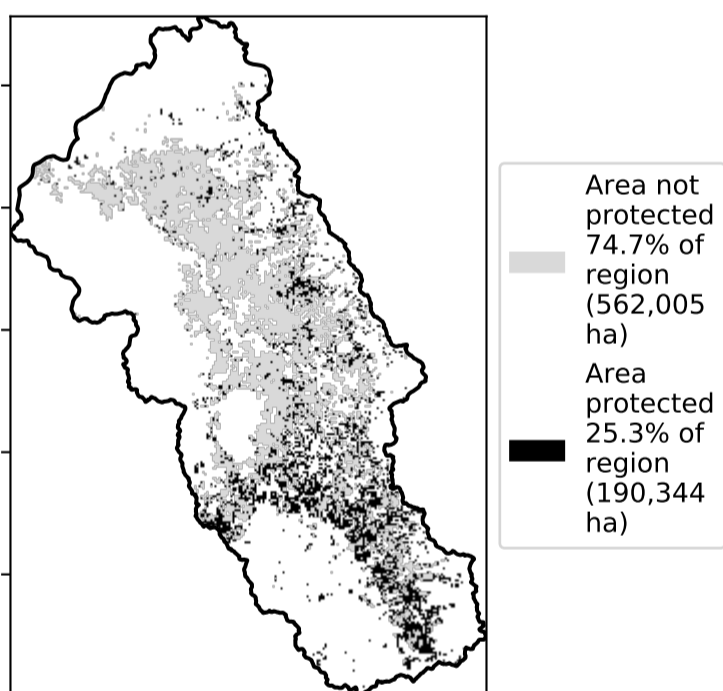 Area not
protected
74.7% of
region
(562,005
ha)
Area
protected
25.3% of
region
(190,344
ha)